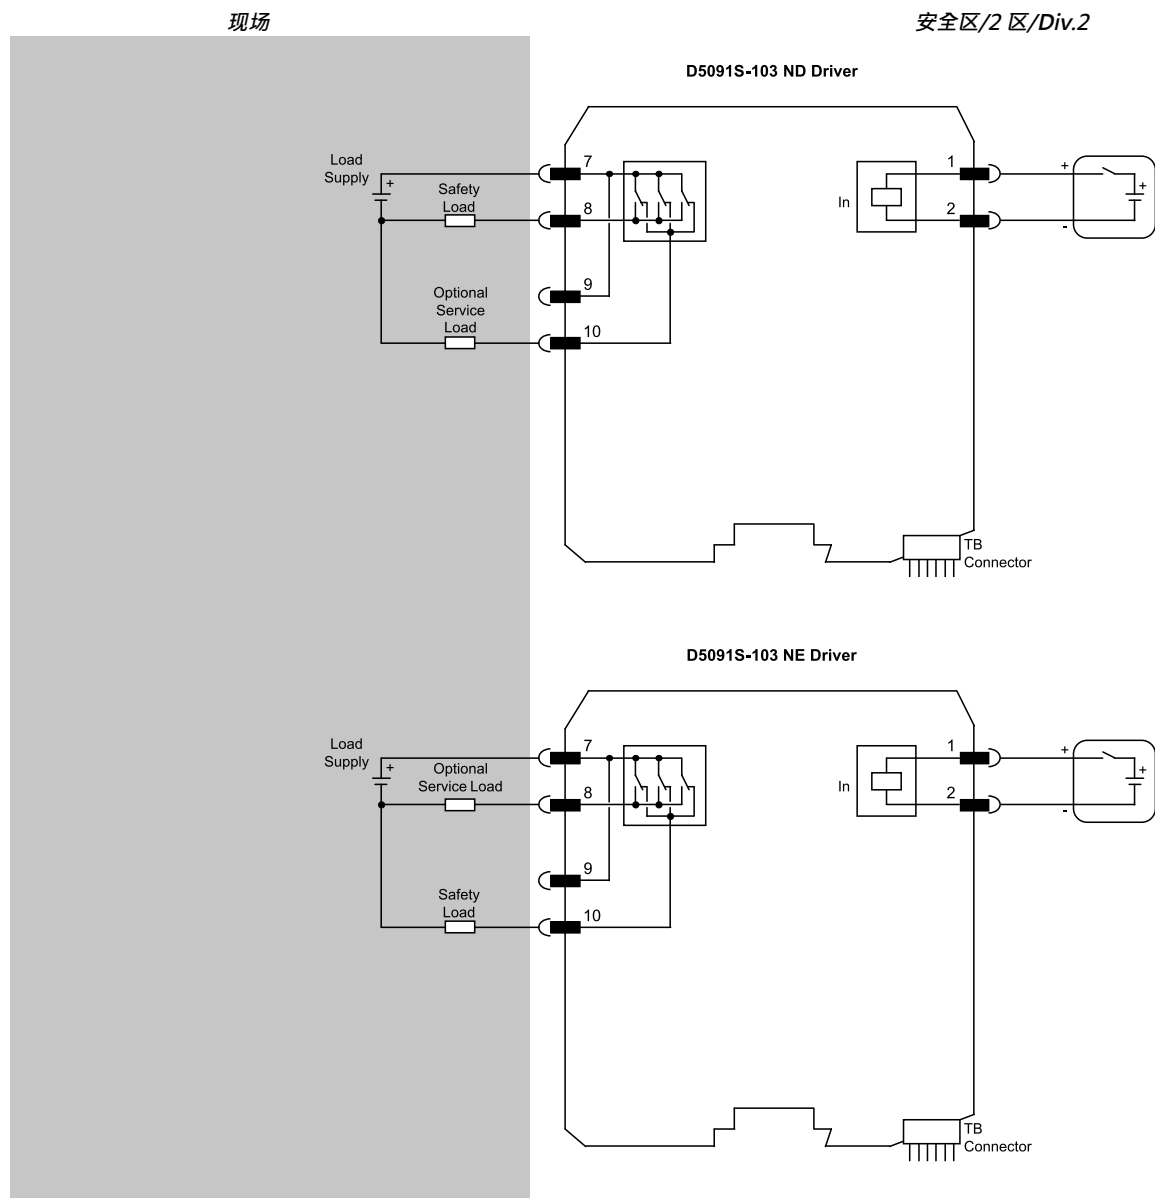 现场
安全区/2 区/Div.2
D5091S-103 ND Driver
Load
Supply
+
Safety
Load
Optional
Service
Load
7
8
9
10
In
1
2
+
-
+
TB
Connector
D5091S-103 NE Driver
Load
Supply
+
Optional
Service Load
Safety
Load
7
8
9
10
In
1
2
+
-
+
TB
Connector